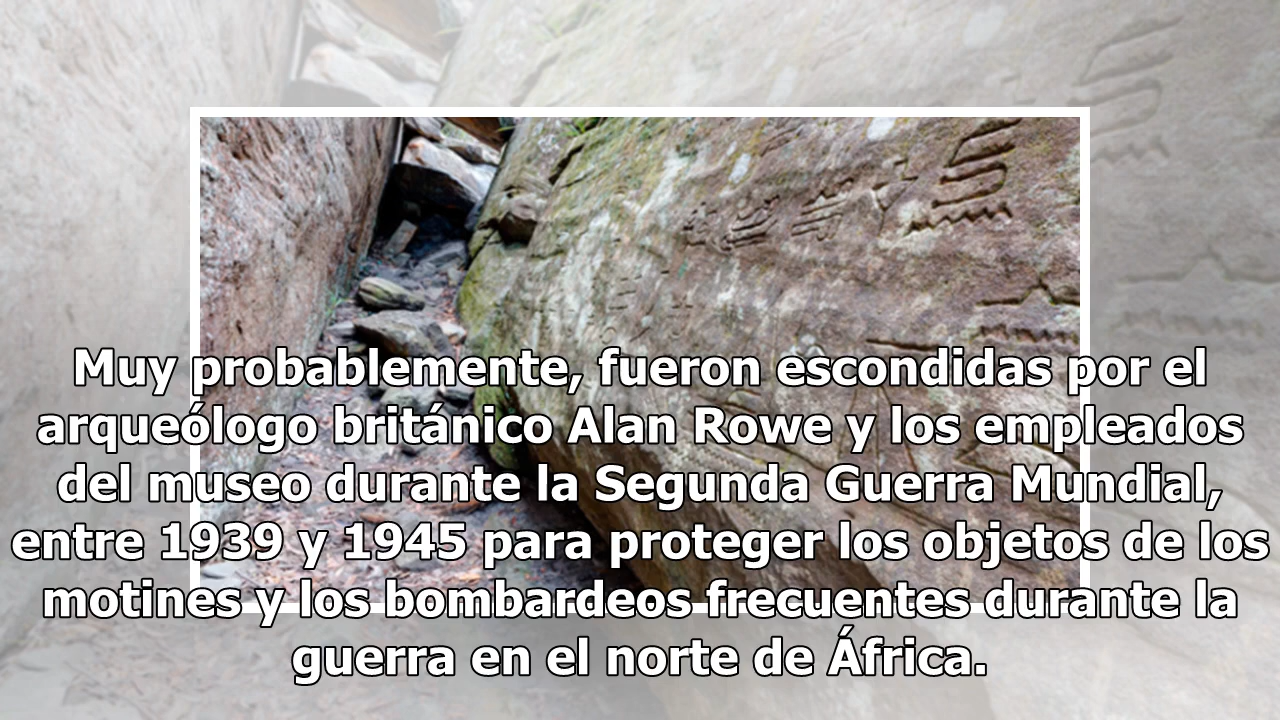 Muy probablemente, fueron escondidas por el
arqueólogo británico Alan Rowe y los empleados
del museo durante la Segunda Guerra Mundial,
entre 1939 y 1945 para proteger los objetos de los
motines y los bombardeos frecuentes durante la
guerra en el norte de África.